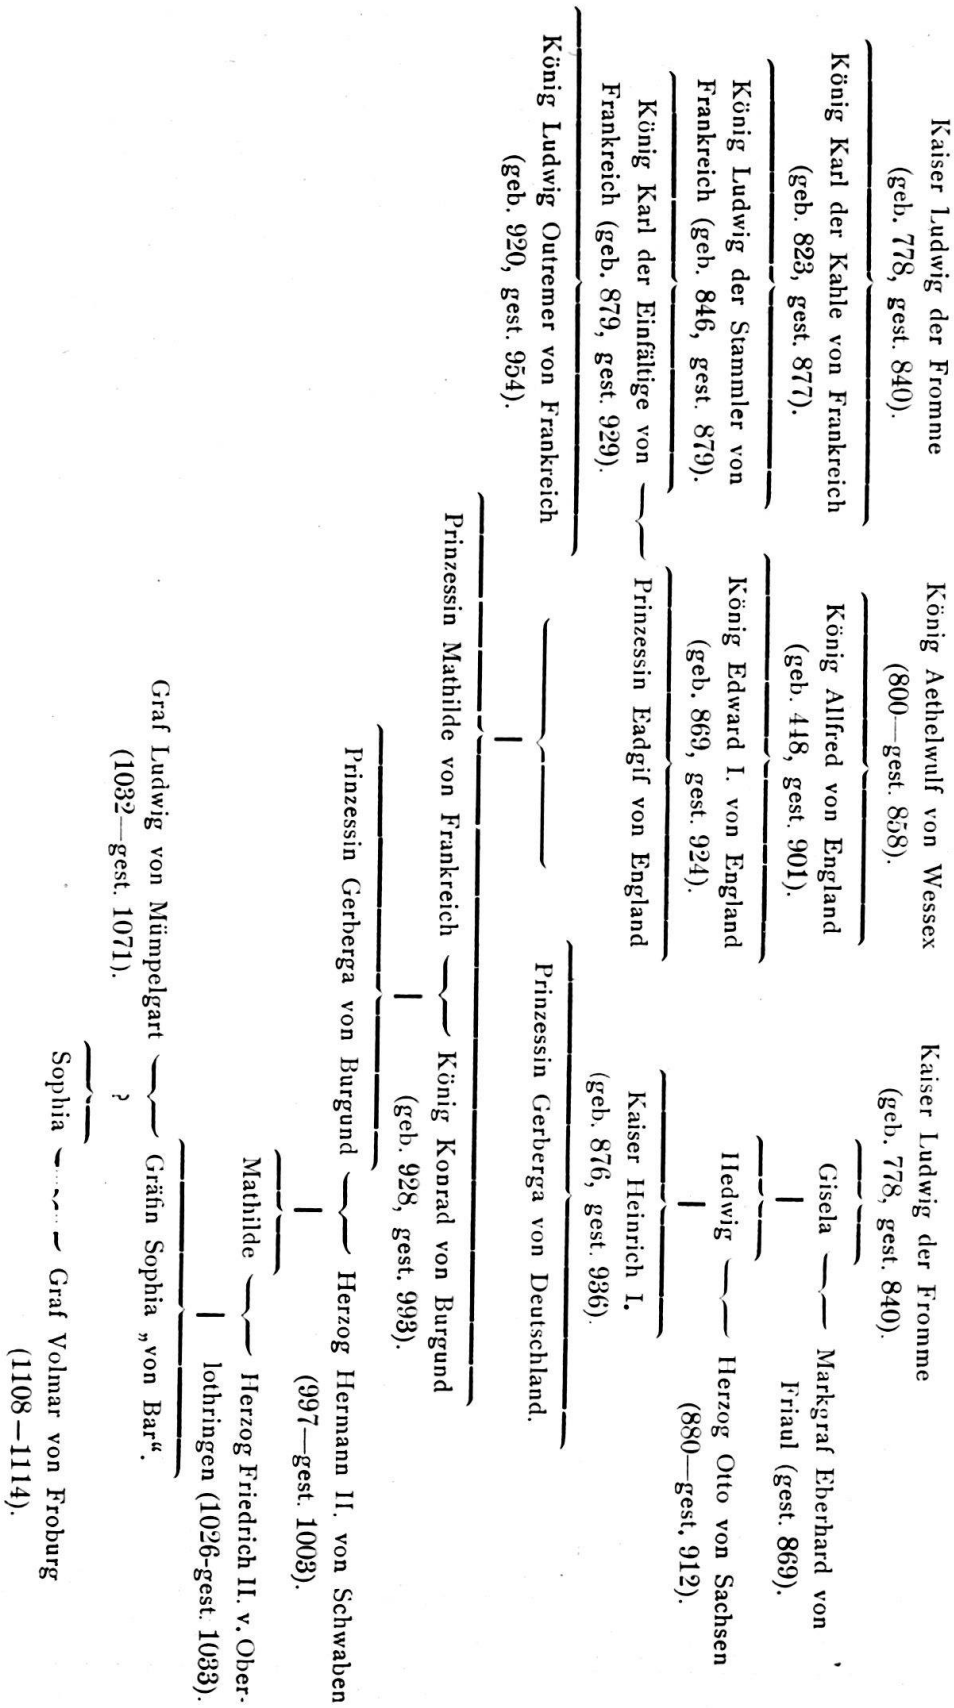 Kaiser Ludwig der Fromme
(geb. 778, gest. 840).
König Aethelwulf von Wessex
(800—gest. 858).
Kaiser Ludwig der Fromme
(geb. 778, gest. 840).
König Karl der Kahle von Frankreich
(geb. 823, gest. 877).
König Allfred von England
(geb. 448, gest. 901).
Gisela
Markgraf Eberhard von
Friaul (gest. 869).
König Ludwig der Stammler von
Frankreich (geb. 846, gest. 879).
König Edward I. von England
(geb. 869, gest. 924).
Hedwig
Herzog Otto von Sachsen
(880—gest. 912).
König Karl der Einfältige von
Frankreich (geb. 879, gest. 929).
Prinzessin Eadgif von England
Kaiser Heinrich I.
(geb. 876, gest. 936).
König Ludwig Outremer von Frankreich
(geb. 920, gest. 954).
Prinzessin Gerberga von Deutschland.
Prinzessin Mathilde von Frankreich
König Konrad von Burgund
(geb. 928, gest. 993).
Prinzessin Gerberga von Burgund
Herzog Hermann II. von Schwaben
(997—gest. 1003).
Mathilde
Herzog Friedrich II. v. Ober-
lothringen (1026-gest. 1033).
Graf Ludwig von Mümpelgart
(1032—gest. 1071).
?
Gräfin Sophia „von Bar“.
Sophia
Graf Volmar von Froburg
(1108—1114).